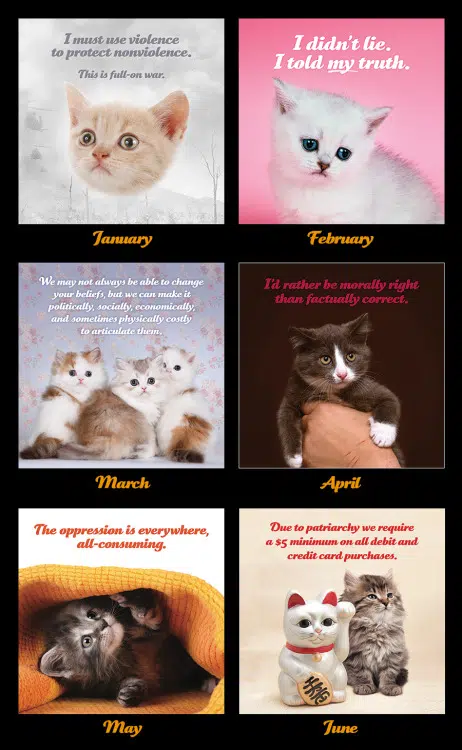 I must use violence
to protect nonviolence.
This is full-on war.
January
I didn't lie.
I told my truth.
February
We may not always be able to change
your beliefs, but we can make it
politically, socially, economically,
and sometimes physically costly
to articulate them.
March
I'd rather be morally right
than factually correct.
April
The oppression is everywhere,
all-consuming.
May
Due to patriarchy we require
a $5 minimum on all debit and
credit card purchases.
June